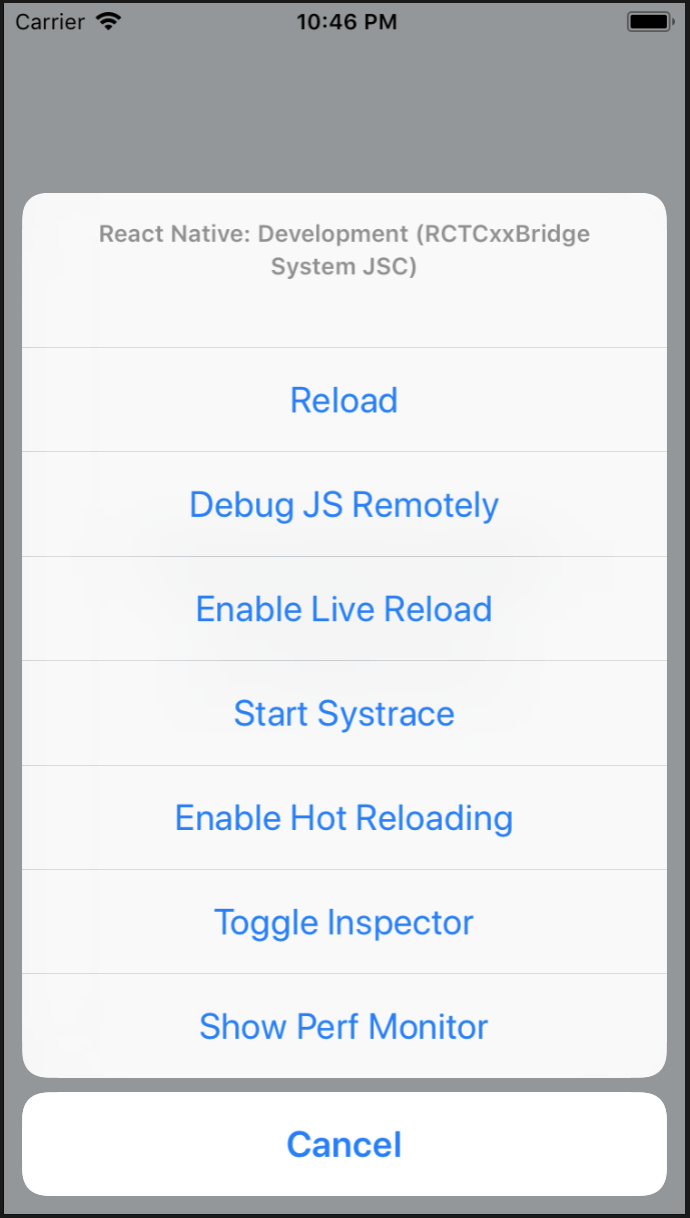 Carrier 10:46 PM
React Native: Development (RCTCxxBridge
System JSC)
Reload
Debug JS Remotely
Enable Live Reload
Start Systrace
Enable Hot Reloading
Toggle Inspector
Show Perf Monitor
Cancel